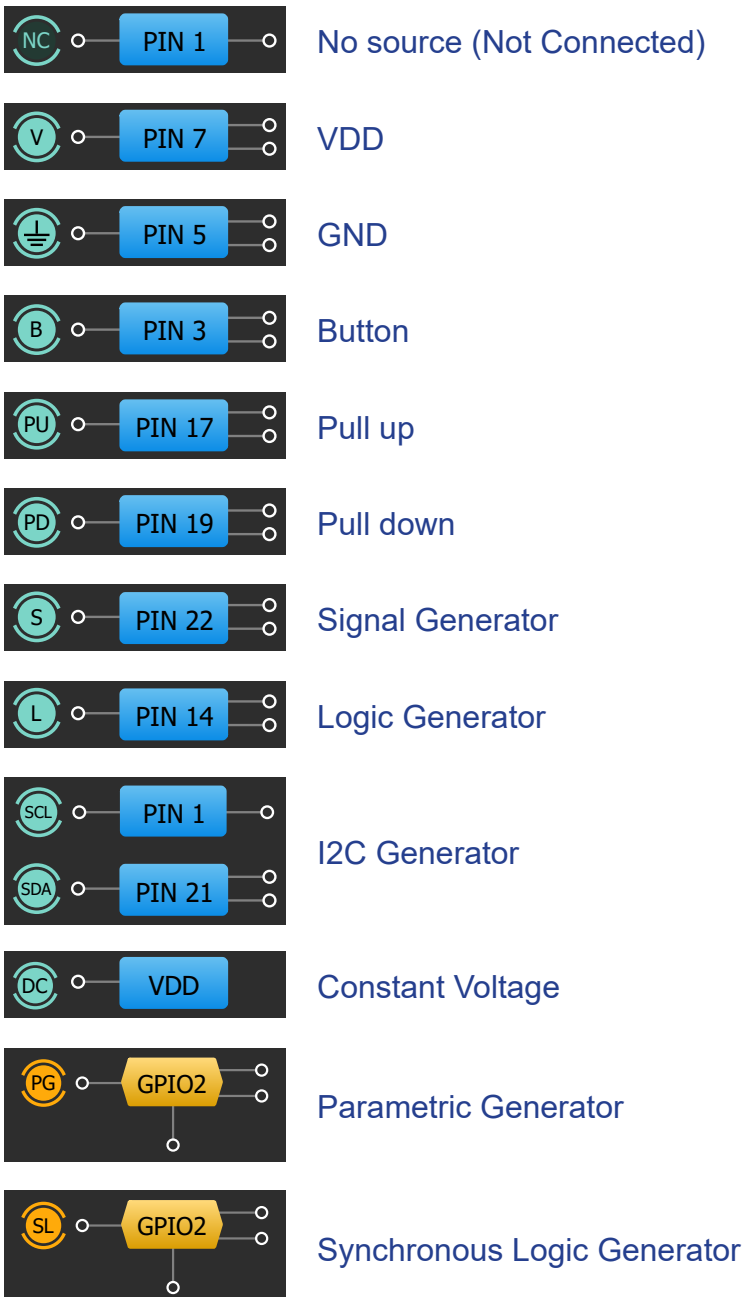 NC PIN 1 No source (Not Connected)
V PIN 7 VDD
PIN 5 GND
B PIN 3 Button
PU PIN 17 Pull up
PD PIN 19 Pull down
S PIN 22 Signal Generator
L PIN 14 Logic Generator
SCL PIN 1
I2C Generator
SDA PIN 21
DC VDD Constant Voltage
PG GPIO2
Parametric Generator
SL GPIO2
Synchronous Logic Generator